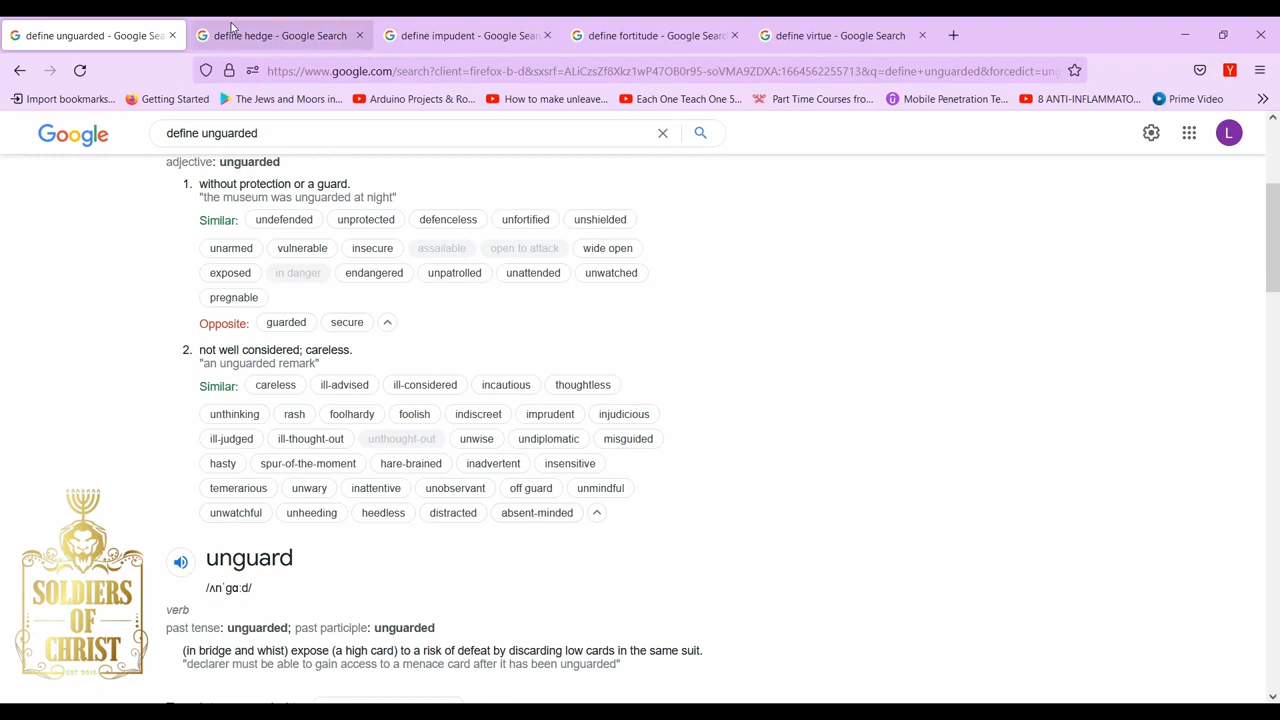 define unguarded - Google Sea
define hedge - Google Search
define impudent - Google Sear
define fortitude - Google Search
define virtue - Google Search
https://www.google.com/search?client=firefox-b-d&sxsrf=ALiCzsZf8Xkz1wP47OB0r95-soVMA9ZDXA:1664562255713&q=define+unguarded&forcedict=ung
Import bookmarks...
Getting Started
The Jews and Moors in...
Arduino Projects & Ro...
How to make unleave...
Each One Teach One 5...
Part Time Courses fro...
Mobile Penetration Te...
8 ANTI-INFLAMMATO...
Prime Video
Google
define unguarded
L
adjective: unguarded
1. without protection or a guard.
"the museum was unguarded at night"
Similar: undefended unprotected defenceless unfortified unshielded
unarmed vulnerable insecure assailable open to attack wide open
exposed in danger endangered unpatrolled unattended unwatched
pregnable
Opposite: guarded secure
2. not well considered; careless.
"an unguarded remark"
Similar: careless ill-advised ill-considered incautious thoughtless
unthinking rash foolhardy foolish indiscreet imprudent injudicious
ill-judged ill-thought-out unthought-out unwise undiplomatic misguided
hasty spur-of-the-moment hare-brained inadvertent insensitive
temerarious unwary inattentive unobservant off guard unmindful
unwatchful unheeding heedless distracted absent-minded
unguard
/ʌnˈɡɑːd/
verb
past tense: unguarded; past participle: unguarded
(in bridge and whist) expose (a high card) to a risk of defeat by discarding low cards in the same suit.
"declarer must be able to gain access to a menace card after it has been unguarded"
SOLDIERS
OF
CHRIST
EST 2015